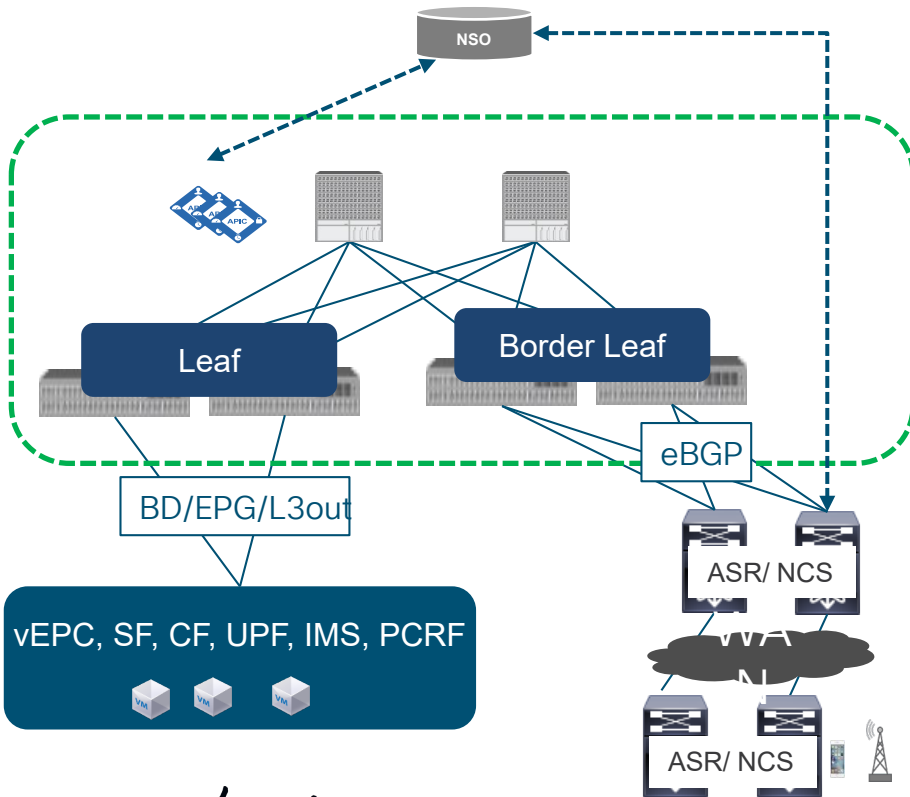 NSO
APIC
Leaf
Border Leaf
eBGP
BD/EPG/L3out
ASR/ NCS
vEPC, SF, CF, UPF, IMS, PCRF
VM
VM
VM
WA
N
ASR/ NCS